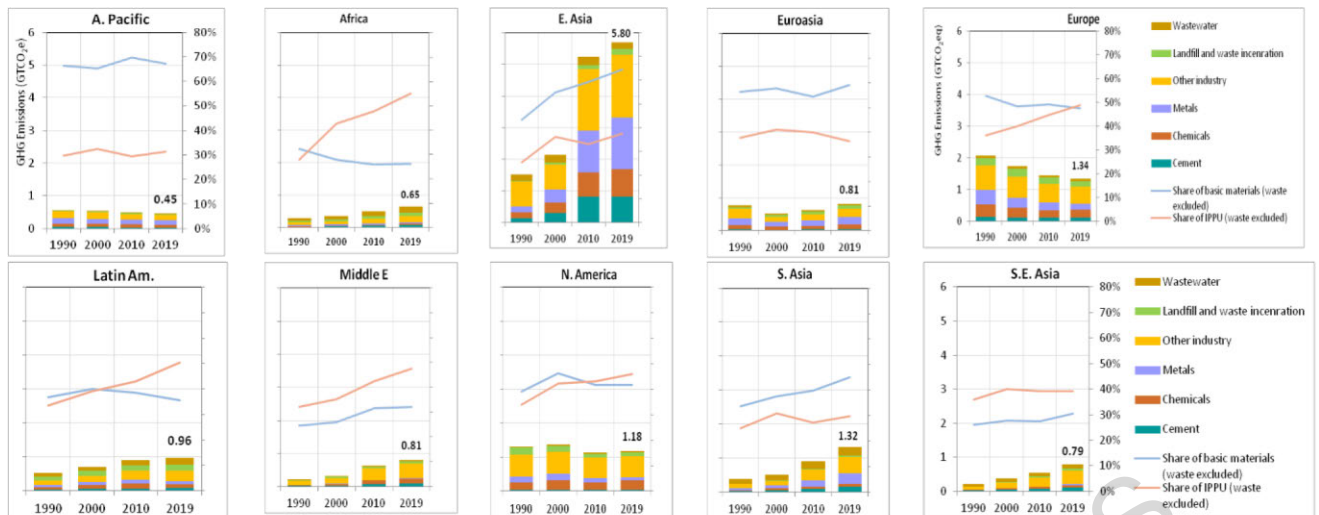 A. Pacific
GHG Emissions (GTCO₂e)
6
5
4
3
2
1
0
80%
70%
60%
50%
40%
30%
20%
10%
0%
0.45
1990 2000 2010 2019
Africa
0.65
1990 2000 2010 2019
E. Asia
5.80
1990 2000 2010 2019
Euroasia
0.81
1990 2000 2010 2019
Europe
GHG Emissions (GTCO₂eq)
6
5
4
3
2
1
0
80%
70%
60%
50%
40%
30%
20%
10%
0%
1.34
1990 2000 2010 2019
Wastewater
Landfill and waste incenration
Other industry
Metals
Chemicals
Cement
Share of basic materials (waste
excluded)
Share of IPPU (waste excluded)
Latin Am.
0.96
1990 2000 2010 2019
Middle E
0.81
1990 2000 2010 2019
N. America
1.18
1990 2000 2010 2019
S. Asia
1.32
1990 2000 2010 2019
S.E. Asia
6
5
4
3
2
1
0
80%
70%
60%
50%
40%
30%
20%
10%
0%
0.79
1990 2000 2010 2019
Wastewater
Landfill and waste incenration
Other industry
Metals
Chemicals
Cement
Share of basic materials
(waste excluded)
Share of IPPU (waste
excluded)